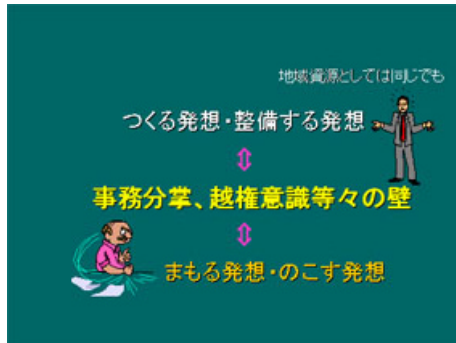 地域資源としては同じでも
つくる発想・整備する発想
⇕
事務分掌、越権意識等々の壁
⇕
まもる発想・のこす発想